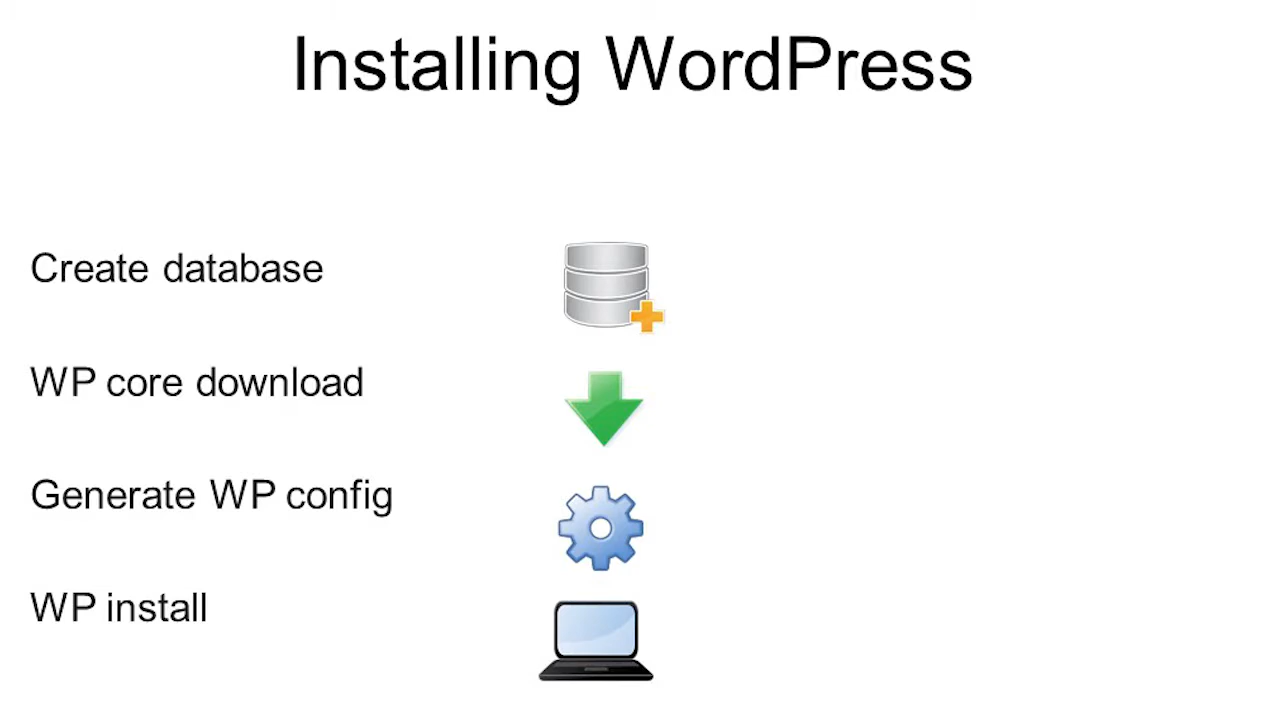 Installing WordPress
Create database
WP core download
Generate WP config
WP install